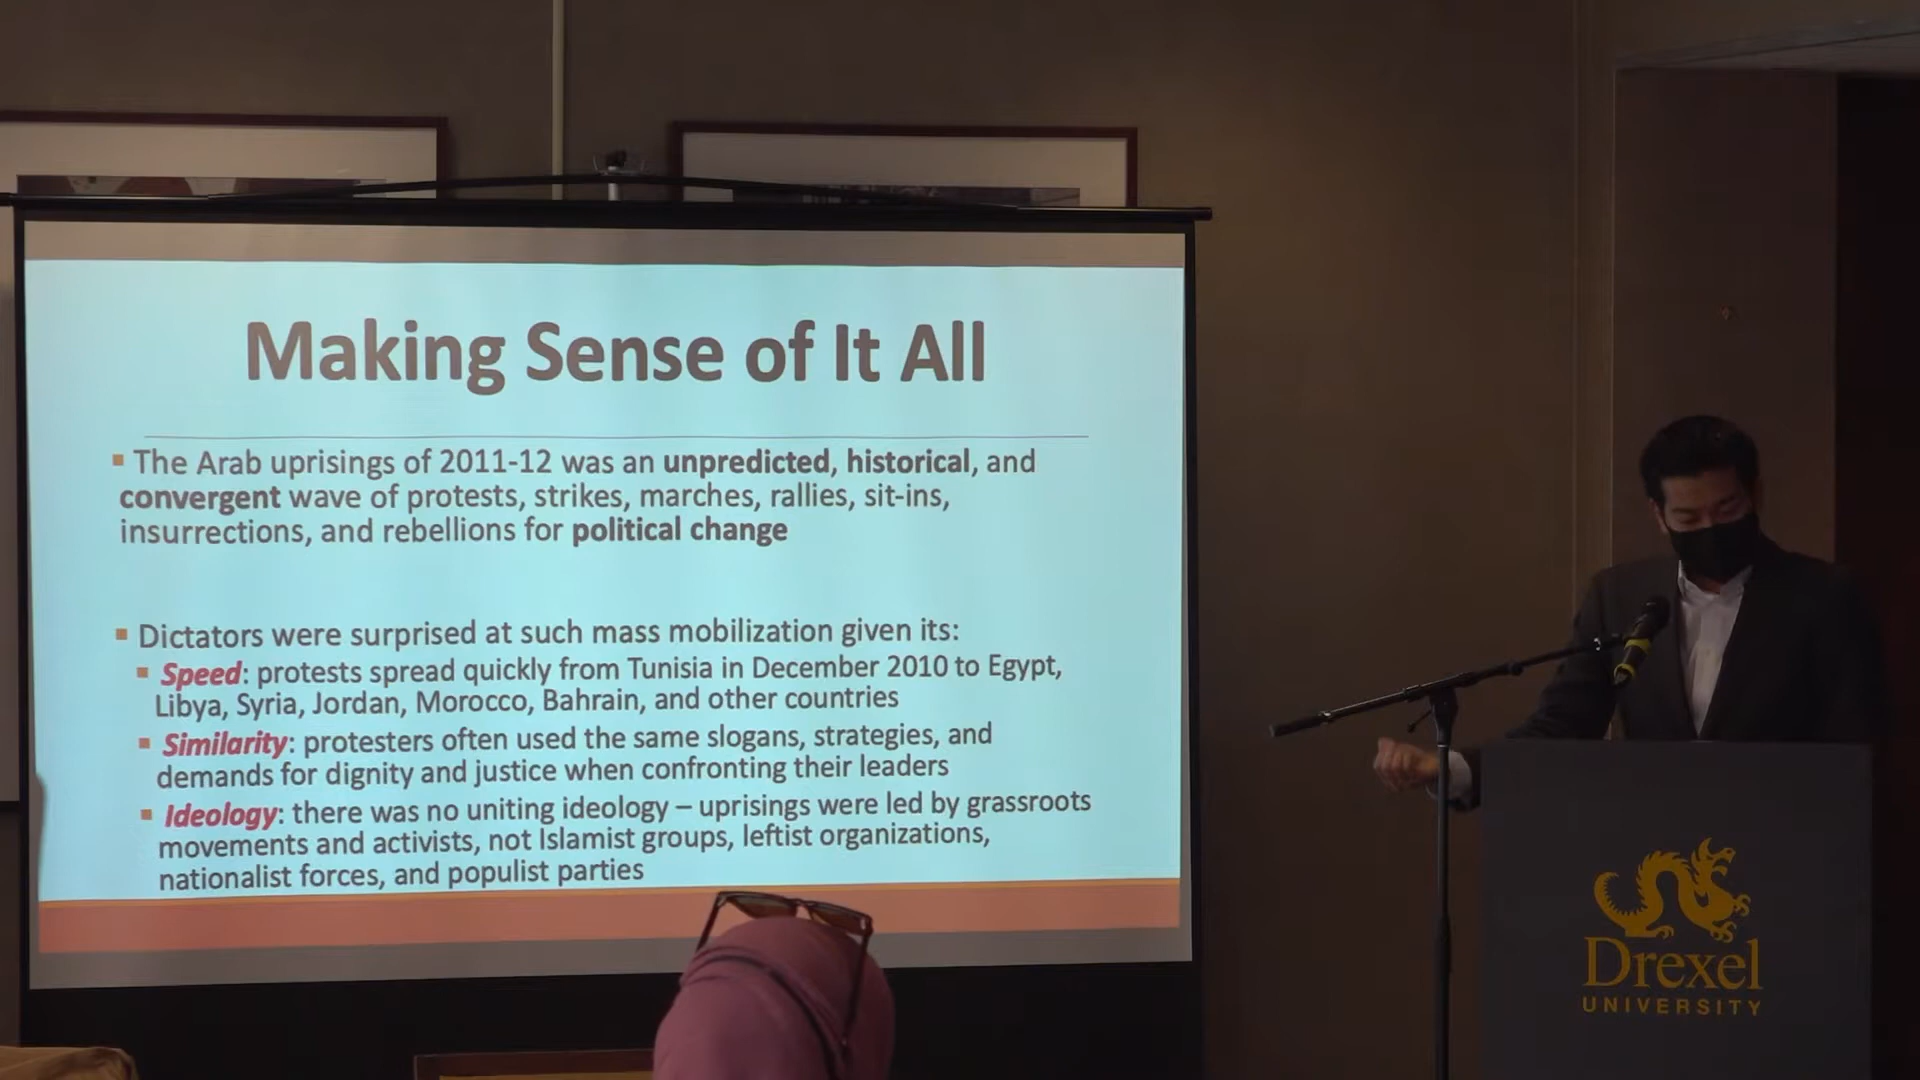 Making Sense of It All
▪ The Arab uprisings of 2011-12 was an unpredicted, historical, and
convergent wave of protests, strikes, marches, rallies, sit-ins,
insurrections, and rebellions for political change
▪ Dictators were surprised at such mass mobilization given its:
▪ Speed: protests spread quickly from Tunisia in December 2010 to Egypt,
Libya, Syria, Jordan, Morocco, Bahrain, and other countries
▪ Similarity: protesters often used the same slogans, strategies, and
demands for dignity and justice when confronting their leaders
▪ Ideology: there was no uniting ideology – uprisings were led by grassroots
movements and activists, not Islamist groups, leftist organizations,
nationalist forces, and populist parties
Drexel
UNIVERSITY